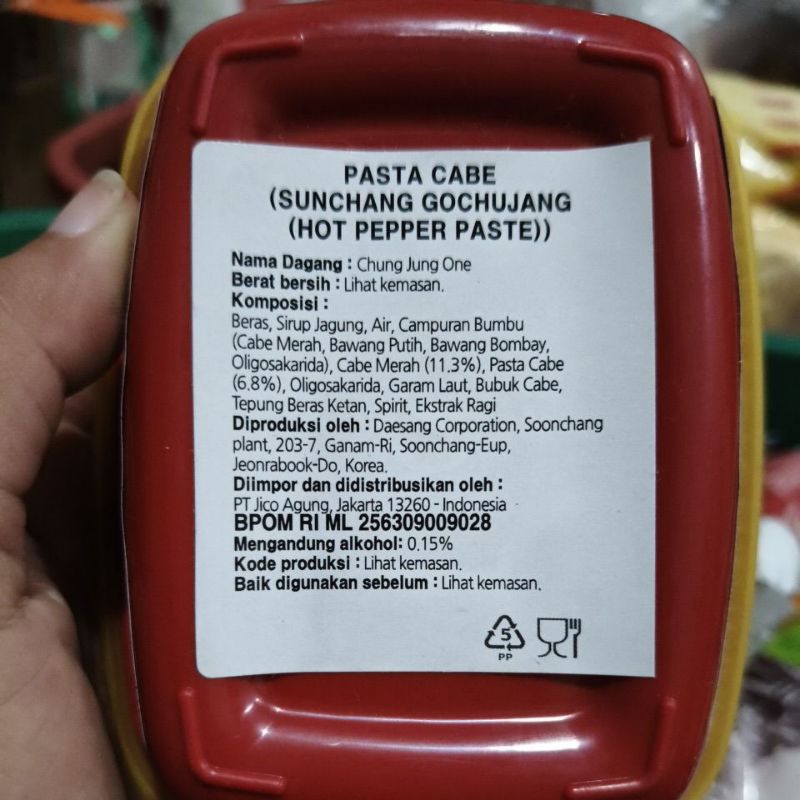 PASTA CABE
(SUNCHANG GOCHUJANG
(HOT PEPPER PASTE))
Nama Dagang : Chung Jung One
Berat bersih : Lihat kemasan.
Komposisi :
Beras, Sirup Jagung, Air, Campuran Bumbu
(Cabe Merah, Bawang Putih, Bawang Bombay,
Oligosakarida), Cabe Merah (11.3%), Pasta Cabe
(6.8%), Oligosakarida, Garam Laut, Bubuk Cabe,
Tepung Beras Ketan, Spirit, Ekstrak Ragi
Diproduksi oleh : Daesang Corporation, Soonchang
plant, 203-7, Ganam-Ri, Soonchang-Eup,
Jeonrabook-Do, Korea.
Diimpor dan didistribusikan oleh :
PT Jico Agung, Jakarta 13260 - Indonesia
BPOM RI ML 256309009028
Mengandung alkohol: 0.15%
Kode produksi : Lihat kemasan.
Baik digunakan sebelum : Lihat kemasan.
5
PP